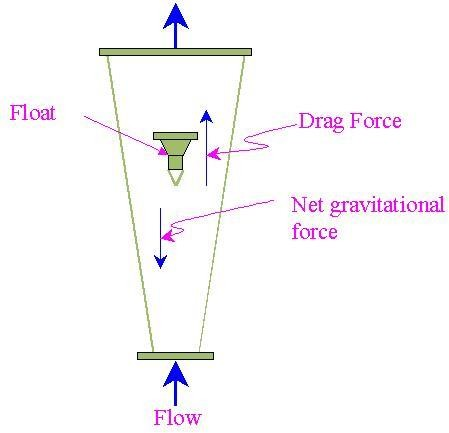 Float
Drag Force
Net gravitational
force
Flow